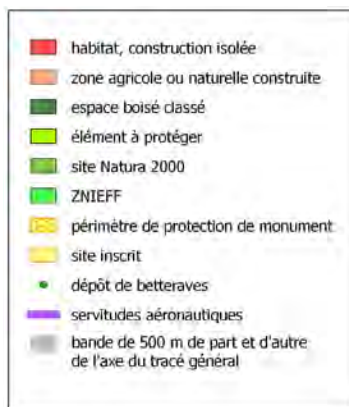 habitat, construction isolée
zone agricole ou naturelle construite
espace boisé classé
élément à protéger
site Natura 2000
ZNIEFF
périmètre de protection de monument
site inscrit
dépôt de betteraves
servitudes aéronautiques
bande de 500 m de part et d'autre
de l'axe du tracé général